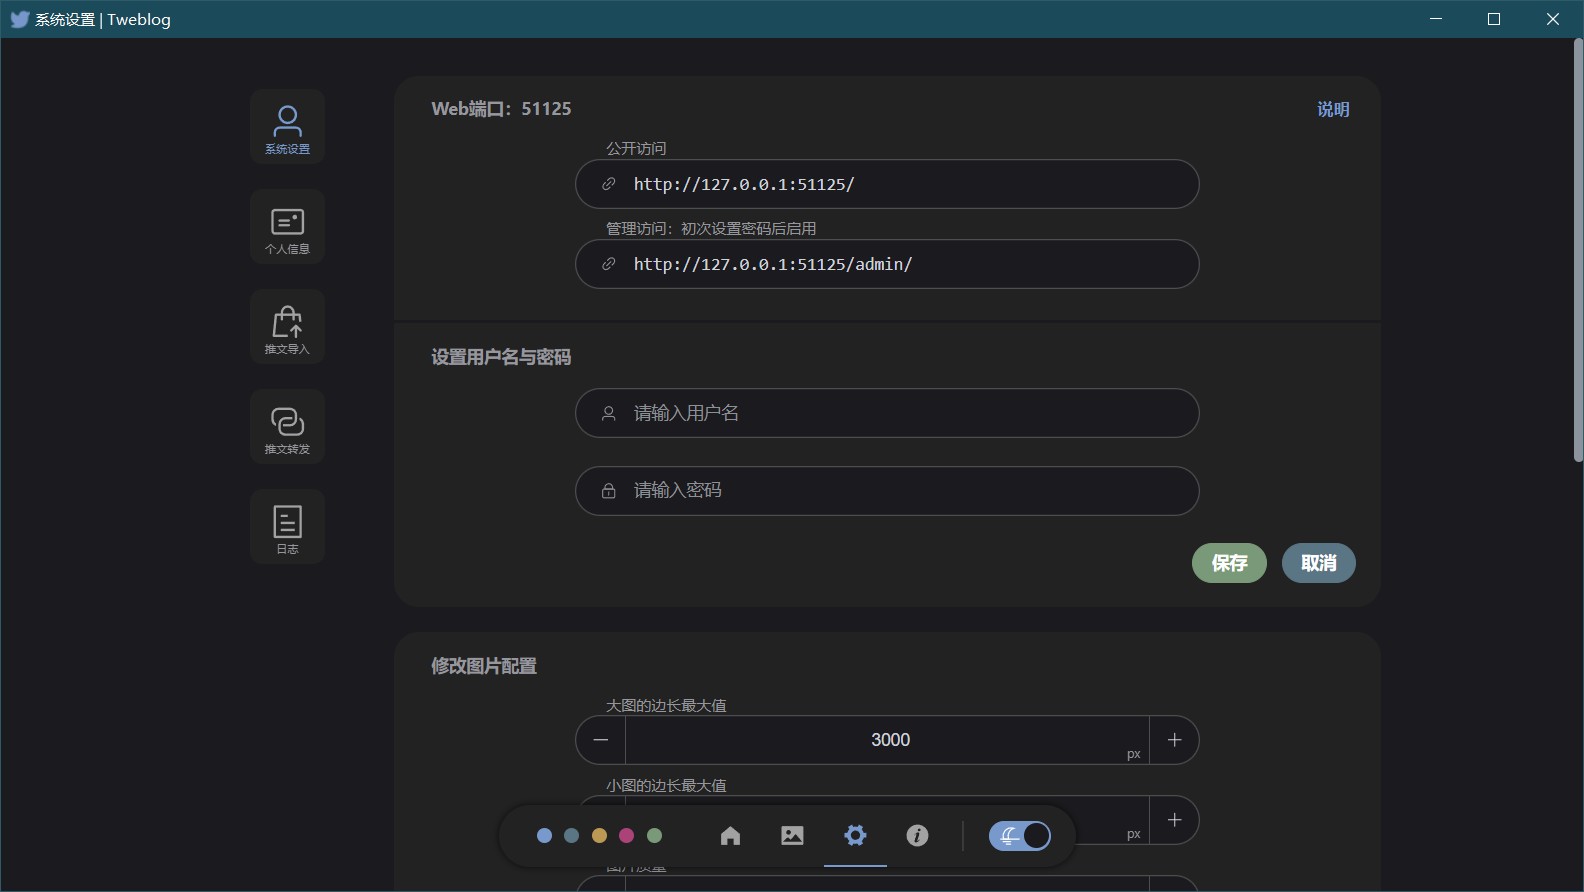 系统设置 | Tweblog
系统设置
个人信息
推文导入
推文转发
日志
Web端口：51125
说明
公开访问
http://127.0.0.1:51125/
管理访问：初次设置密码后启用
http://127.0.0.1:51125/admin/
设置用户名与密码
请输入用户名
请输入密码
保存
取消
修改图片配置
大图的边长最大值
3000
px
小图的边长最大值
px
图片质量